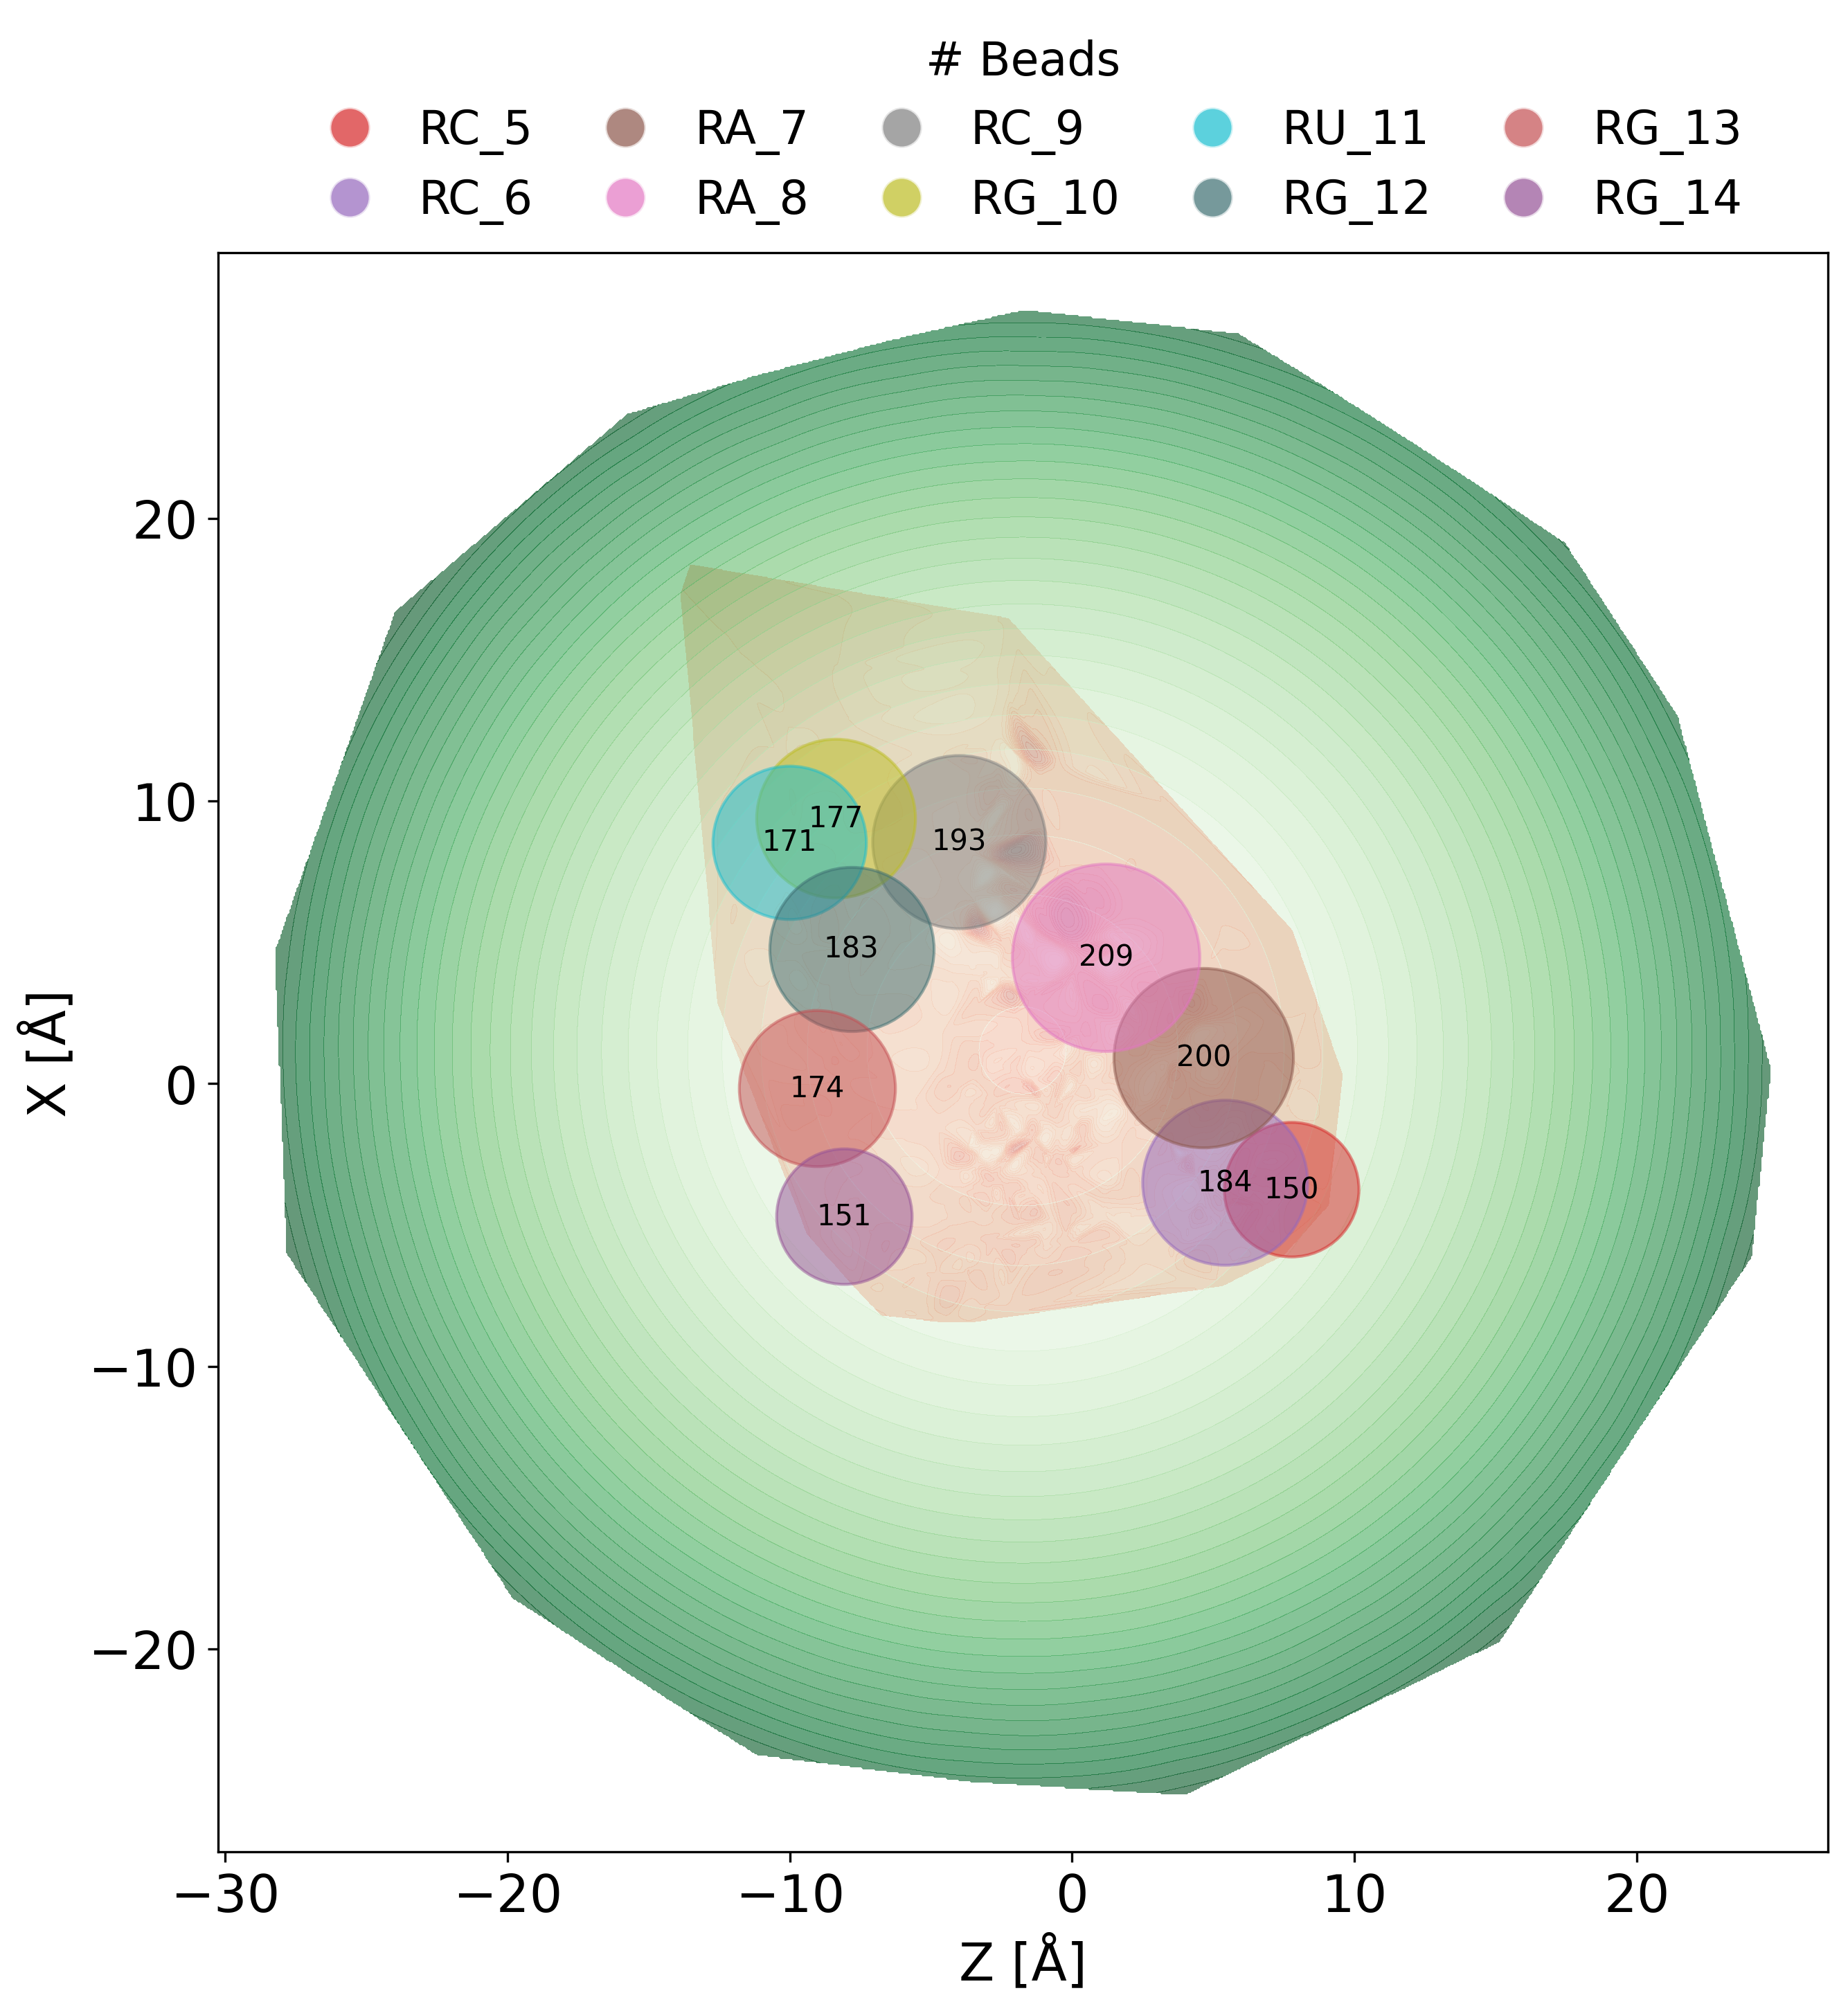 # Beads
RC_5 RA_7 RC_9 RU_11 RG_13
RC_6 RA_8 RG_10 RG_12 RG_14
20
10
0
−10
−20
X [Å]
177
171
193
183
209
200
174
184
150
151
−30 −20 −10 0 10 20
Z [Å]